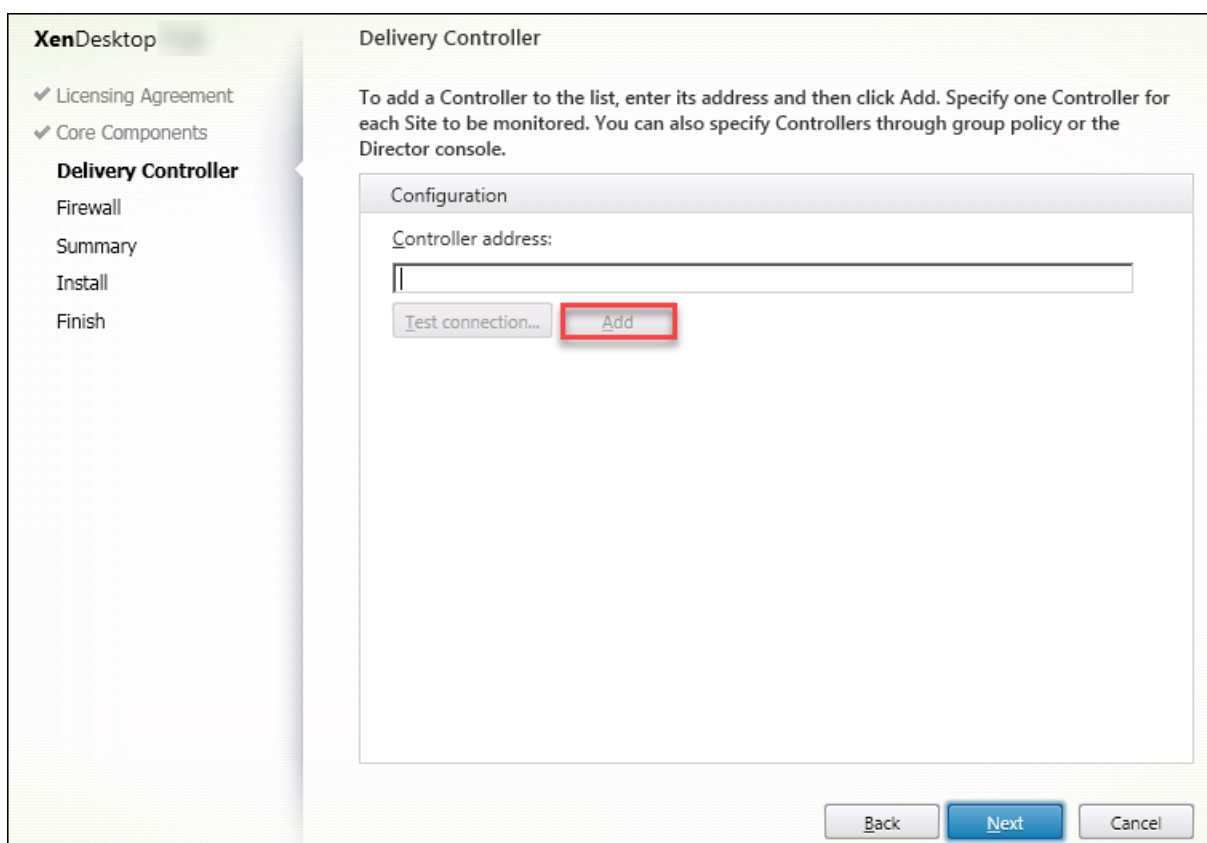 XenDesktop
Licensing Agreement
Core Components
Delivery Controller
Firewall
Summary
Install
Finish
Delivery Controller
To add a Controller to the list, enter its address and then click Add. Specify one Controller for
each Site to be monitored. You can also specify Controllers through group policy or the
Director console.
Configuration
Controller address:
Test connection... Add
Back Next Cancel